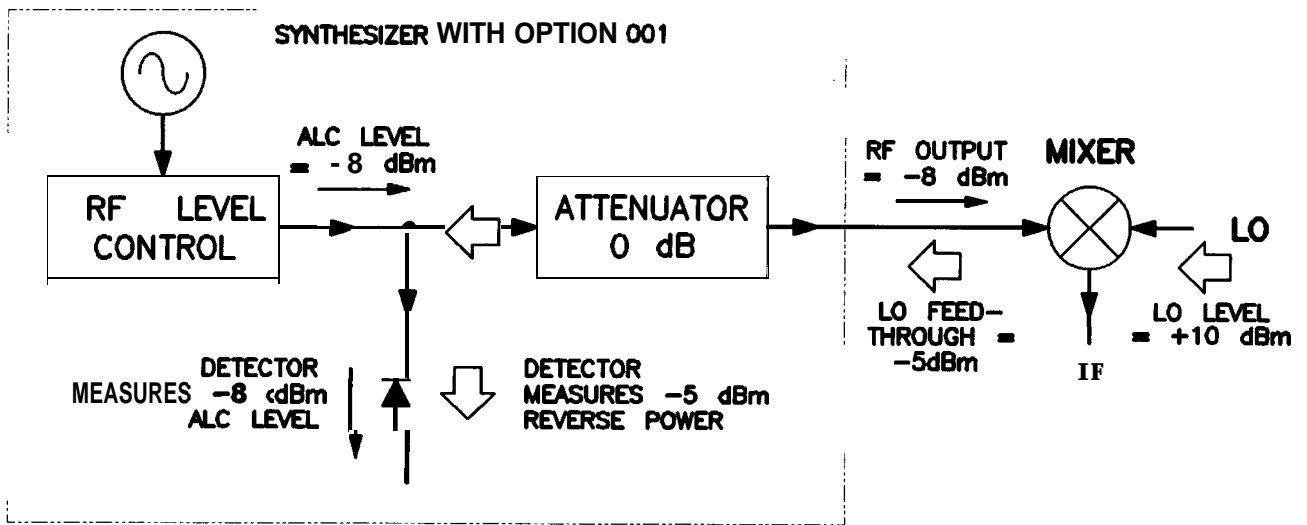 SYNTHESIZER WITH OPTION 001
ALC LEVEL
= -8 dBm
RF LEVEL
CONTROL
ATTENUATOR
0 dB
RF OUTPUT
= -8 dBm
MIXER
LO
LO FEED-
THROUGH =
-5dBm
LO LEVEL
= +10 dBm
IF
DETECTOR
MEASURES -8 <dBm
ALC LEVEL
DETECTOR
MEASURES -5 dBm
REVERSE POWER